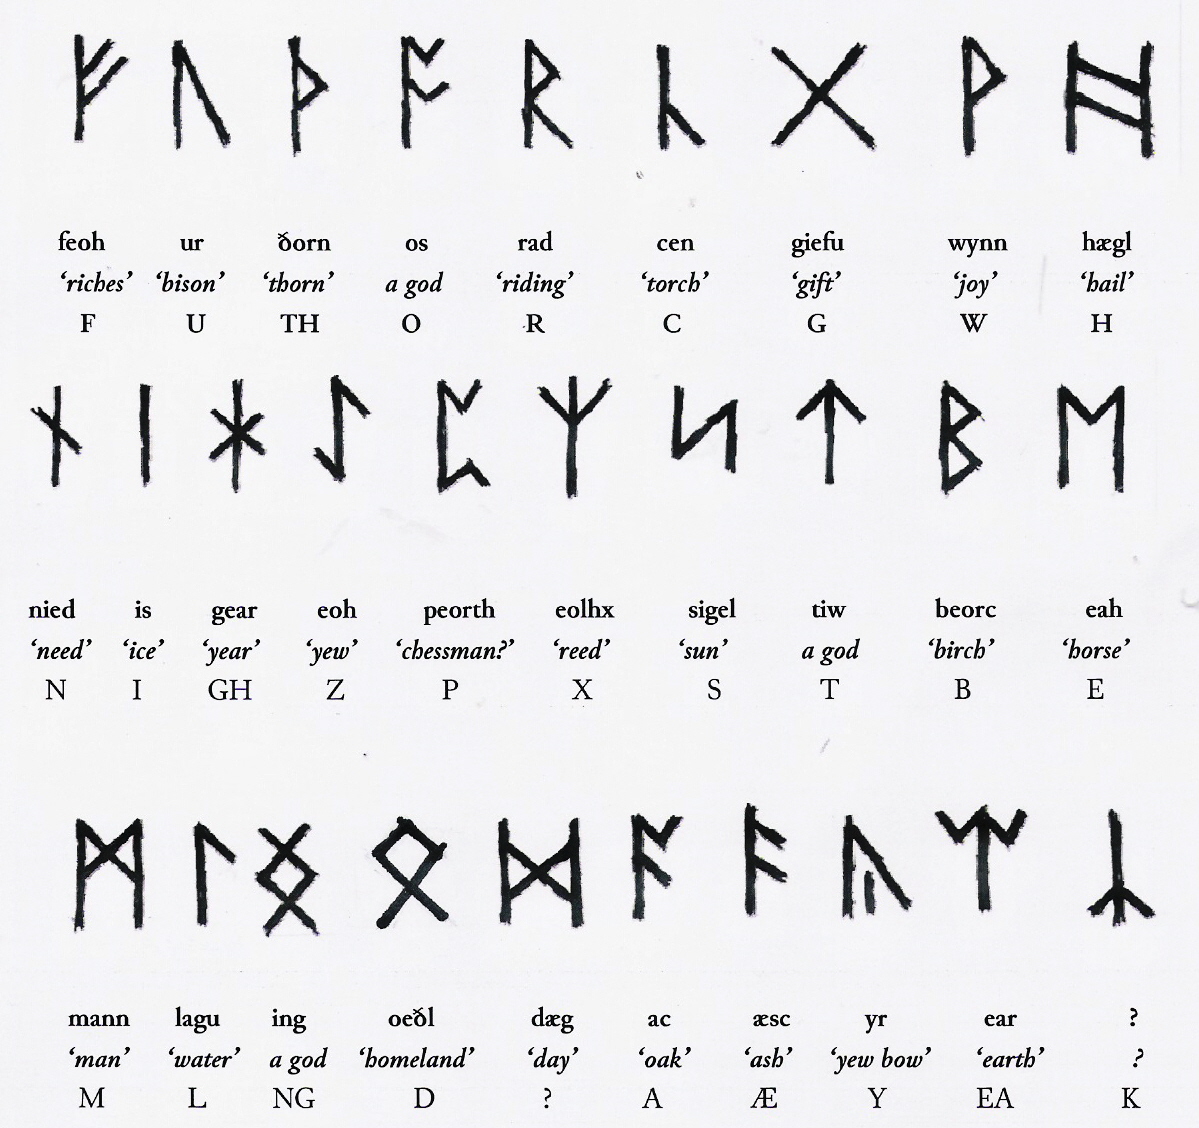 ᚠ ᚢ ᚦ ᚩ ᚱ ᚳ ᚷ ᚹ ᚻ
feoh ur ðorn os rad cen giefu wynn hægl
‘riches’ ‘bison’ ‘thorn’ a god ‘riding’ ‘torch’ ‘gift’ ‘joy’ ‘hail’
F U TH O R C G W H
ᚾ ᛁ ᛡ ᛇ ᛈ ᛉ ᛋ ᛏ ᛒ ᛖ
nied is gear eoh peorth eolhx sigel tiw beorc eah
‘need’ ‘ice’ ‘year’ ‘yew’ ‘chessman?’ ‘reed’ ‘sun’ a god ‘birch’ ‘horse’
N I GH Z P X S T B E
ᛗ ᛚ ᛝ ᛟ ᛞ ᚪ ᚫ ᚣ ᛠ ᛣ
mann lagu ing oeðl dæg ac æsc yr ear ?
‘man’ ‘water’ a god ‘homeland’ ‘day’ ‘oak’ ‘ash’ ‘yew bow’ ‘earth’ ?
M L NG D ? A Æ Y EA K